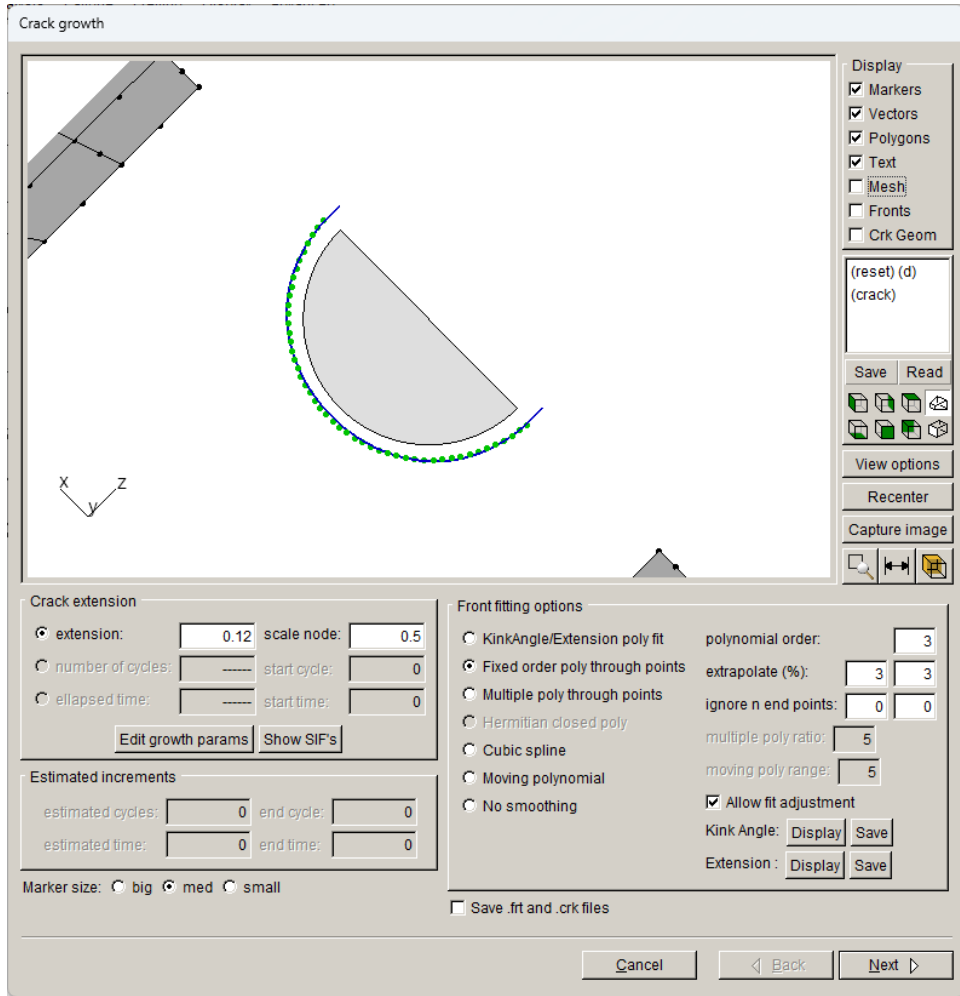 Crack growth
Display
Markers
Vectors
Polygons
Text
Mesh
Fronts
Crk Geom
(reset) (d)
(crack)
Save Read
View options
Recenter
Capture image
X
y
Z
Crack extension
extension: 0.12 scale node: 0.5
number of cycles: ------ start cycle: 0
ellapsed time: ------ start time: 0
Edit growth params Show SIF's
Estimated increments
estimated cycles: 0 end cycle: 0
estimated time: 0 end time: 0
Marker size: big med small
Front fitting options
KinkAngle/Extension poly fit
Fixed order poly through points
Multiple poly through points
Hermitian closed poly
Cubic spline
Moving polynomial
No smoothing
polynomial order: 3
extrapolate (%): 3 3
ignore n end points: 0 0
multiple poly ratio: 5
moving poly range: 5
Allow fit adjustment
Kink Angle: Display Save
Extension : Display Save
Save .frt and .crk files
Cancel Back Next